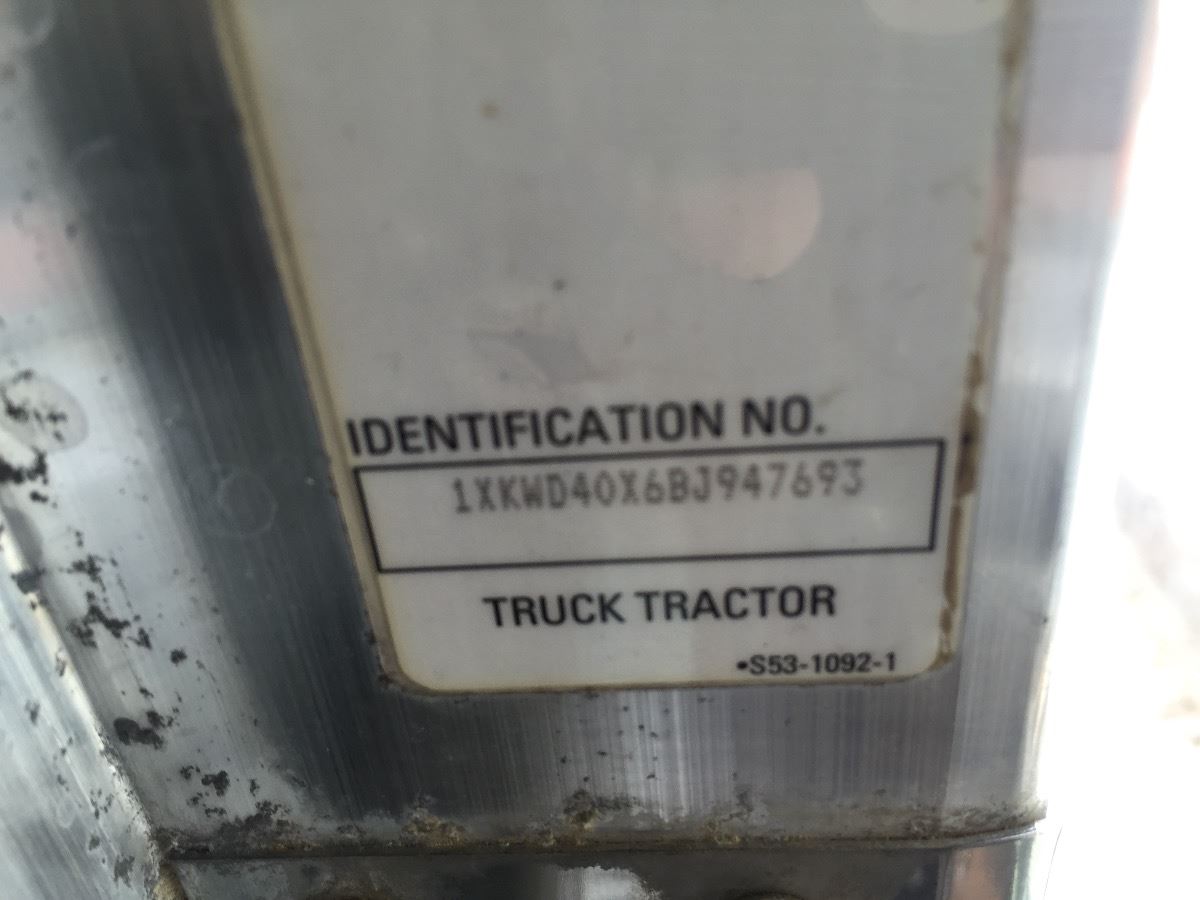 IDENTIFICATION NO.
1XKWD40X6BJ947693
TRUCK TRACTOR
•S53-1092-1